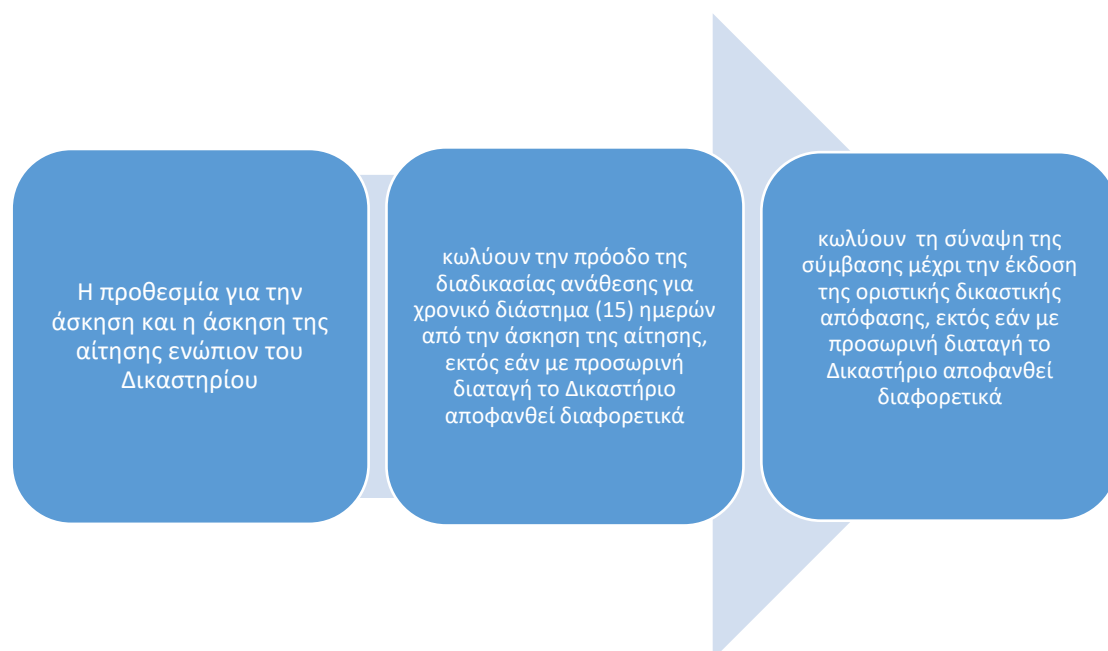 Η προθεσμία για την
άσκηση και η άσκηση της
αίτησης ενώπιον του
Δικαστηρίου
κωλύουν την πρόοδο της
διαδικασίας ανάθεσης για
χρονικό διάστημα (15) ημερών
από την άσκηση της αίτησης,
εκτός εάν με προσωρινή
διαταγή το Δικαστήριο
αποφανθεί διαφορετικά
κωλύουν  τη σύναψη της
σύμβασης μέχρι την έκδοση
της οριστικής δικαστικής
απόφασης, εκτός εάν με
προσωρινή διαταγή το
Δικαστήριο αποφανθεί
διαφορετικά